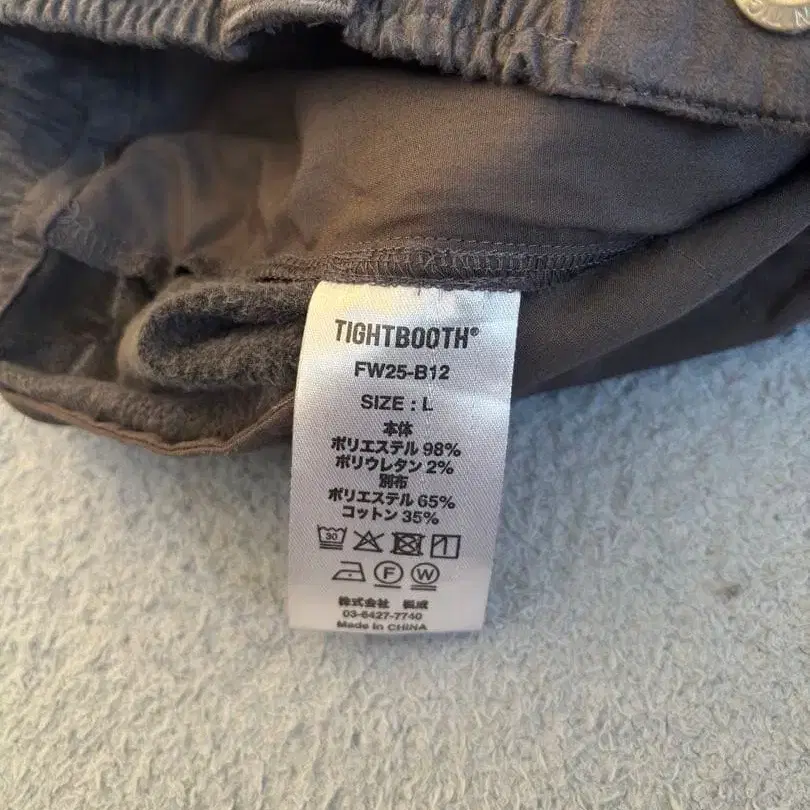 TIGHTBOOTH®
FW25-B12
SIZE : L
本体
ポリエステル 98%
ポリウレタン 2%
別布
ポリエステル 65%
コットン 35%
30
F W
株式会社
03-6427-7740
Made in CHINA